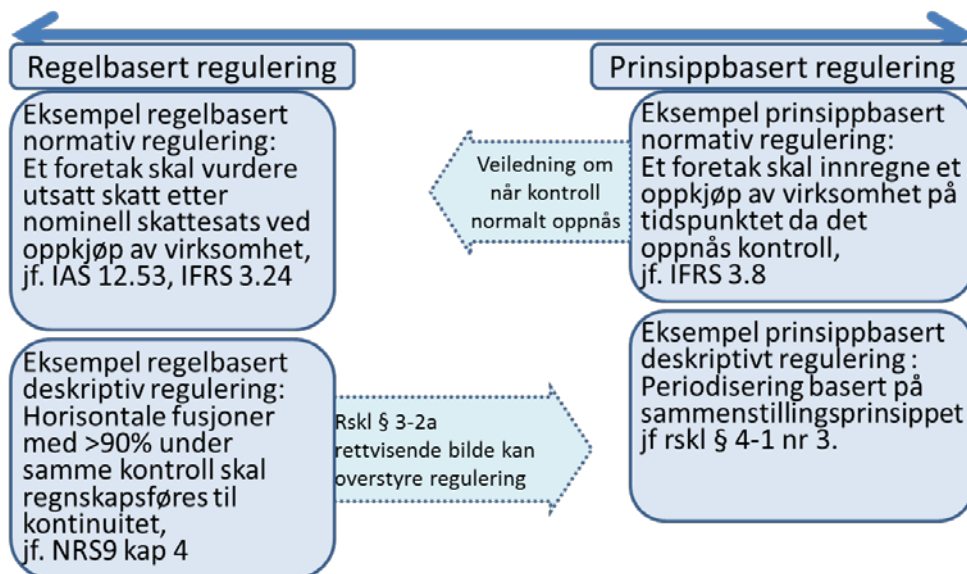 Regelbasert regulering
Prinsippbasert regulering
Eksempel regelbasert
normativ regulering:
Et foretak skal vurdere
utsatt skatt etter
nominell skattesats ved
oppkjøp av virksomhet,
jf. IAS 12.53, IFRS 3.24
Veiledning om
når kontroll
normalt oppnås
Eksempel prinsippbasert
normativ regulering:
Et foretak skal innregne et
oppkjøp av virksomhet på
tidspunktet da det
oppnås kontroll,
jf. IFRS 3.8
Eksempel regelbasert
deskriptiv regulering:
Horisontale fusjoner
med >90% under
samme kontroll skal
regnskapsføres til
kontinuitet,
jf. NRS9 kap 4
Rskl § 3-2a
rettvisende bilde kan
overstyre regulering
Eksempel prinsippbasert
deskriptivt regulering :
Periodisering basert på
sammenstillingsprinsippet
jf rskl § 4-1 nr 3.